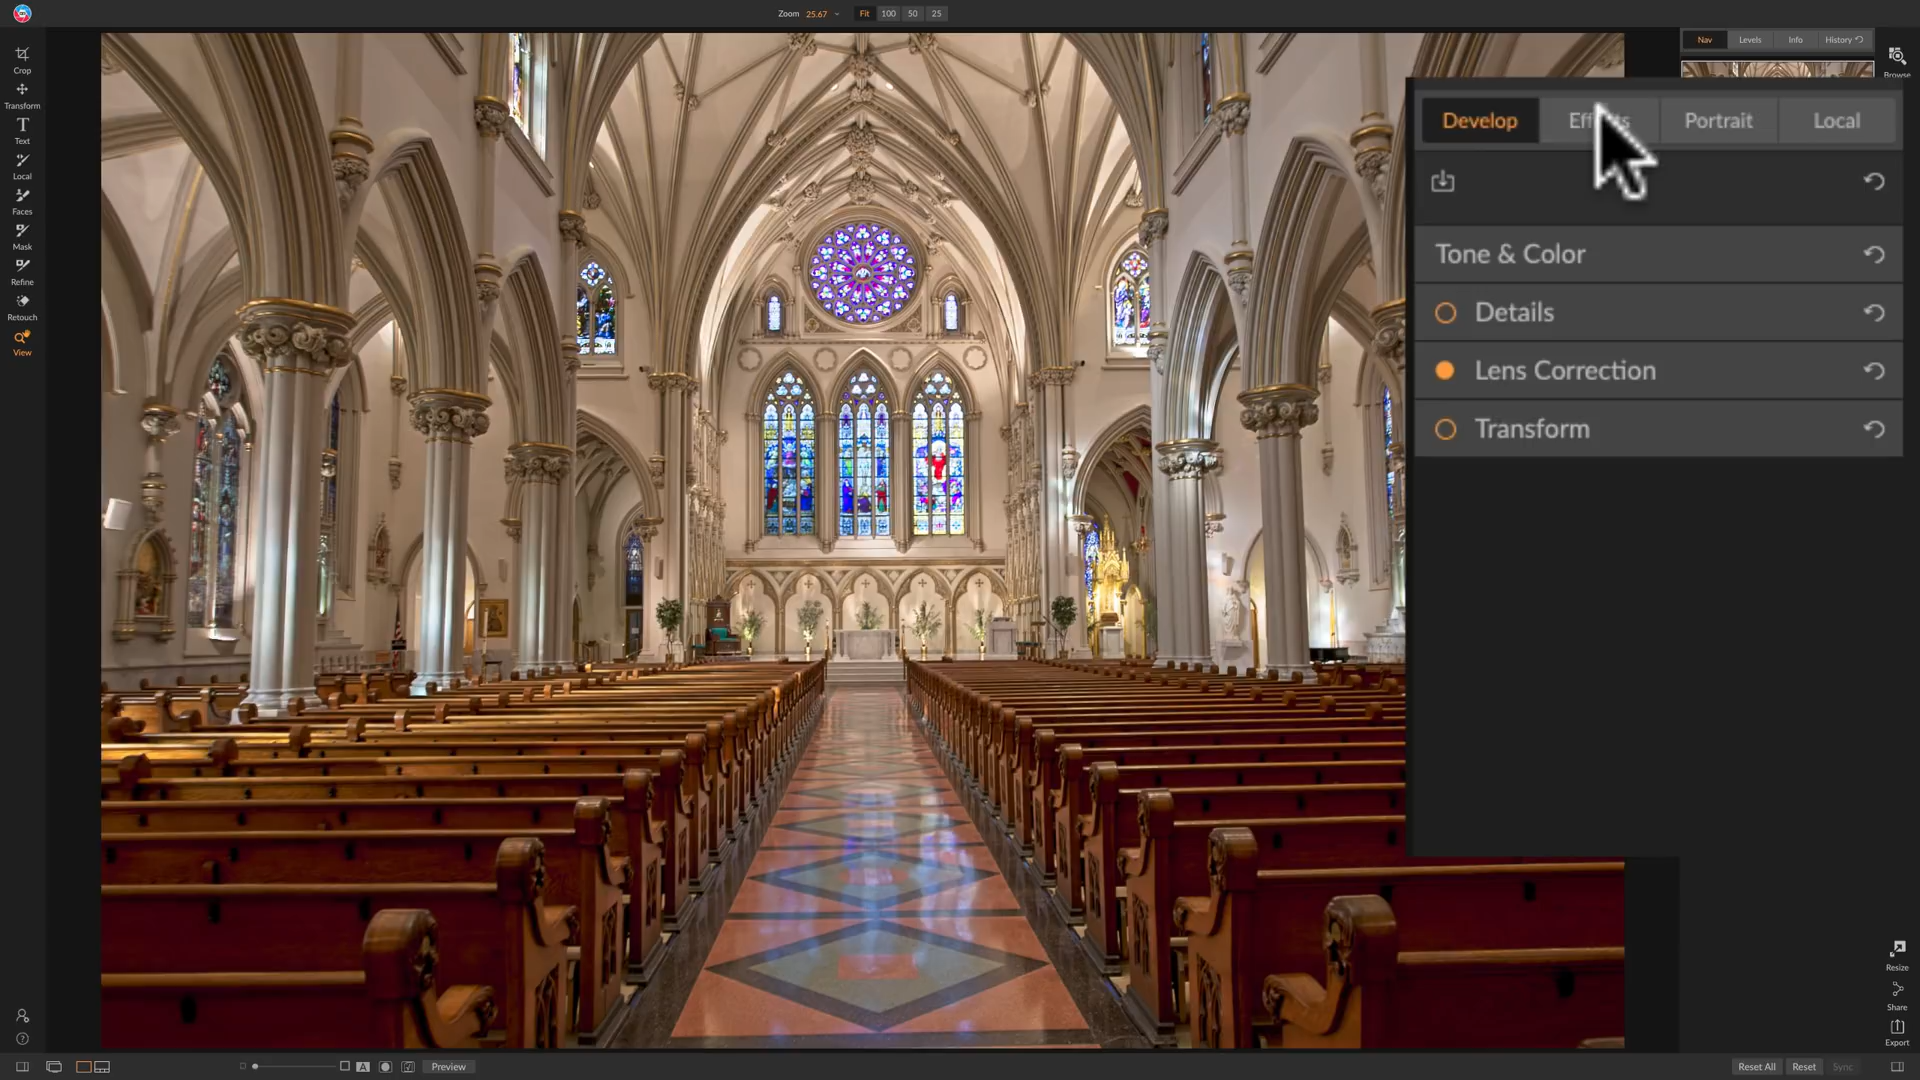 Zoom 25.67 Fit 100 50 25
Nav Levels Info History
Browse
Crop
Transform
Text
Local
Faces
Mask
Refine
Retouch
View
Develop Effects Portrait Local
Tone & Color
Details
Lens Correction
Transform
Resize
Share
Export
A Preview
Reset All Reset Sync